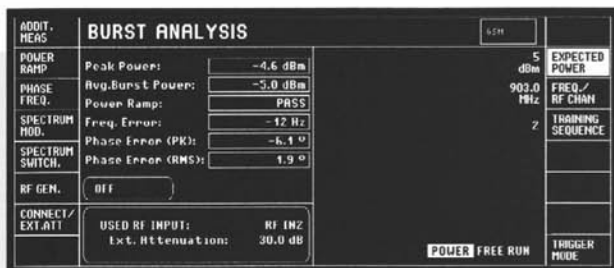 ADDIT. MEAS
BURST ANALYSIS
GSM
POWER RAMP
PHASE FREQ.
SPECTRUM MOD.
SPECTRUM SWITCH.
RF GEN.
CONNECT/ EXT.ATT
Peak Power: -4.6 dBm
Avg.Burst Power: -5.0 dBm
Power Ramp: PASS
Freq. Error: -12 Hz
Phase Error (PK): -6.1 °
Phase Error (RMS): 1.9 °
OFF
USED RF INPUT: RF IN2
Ext. Attenuation: 30.0 dB
5 dBm
EXPECTED POWER
903.0 MHz
FREQ./ RF CHAN
2
TRAINING SEQUENCE
POWER FREE RUN
TRIGGER MODE